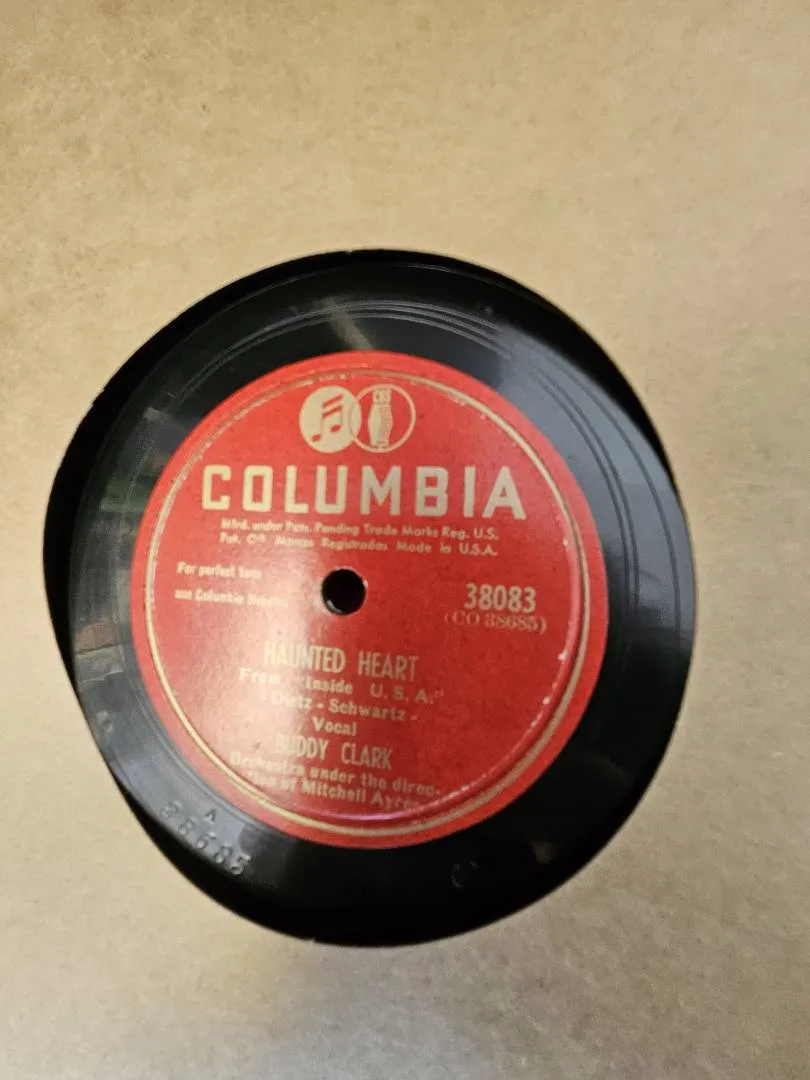 CBS
COLUMBIA
Mfrd. under Pats. Pending Trade Marks Reg. U.S.
Pat. Off. Marcas Registradas Made in U.S.A.
For perfect tone
use Columbia Needles
38083
(CO 38685)
HAUNTED HEART
From "Inside U. S. A."
- Dietz - Schwartz -
Vocal
BUDDY CLARK
Orchestra under the direc-
tion of Mitchell Ayres
A
38685